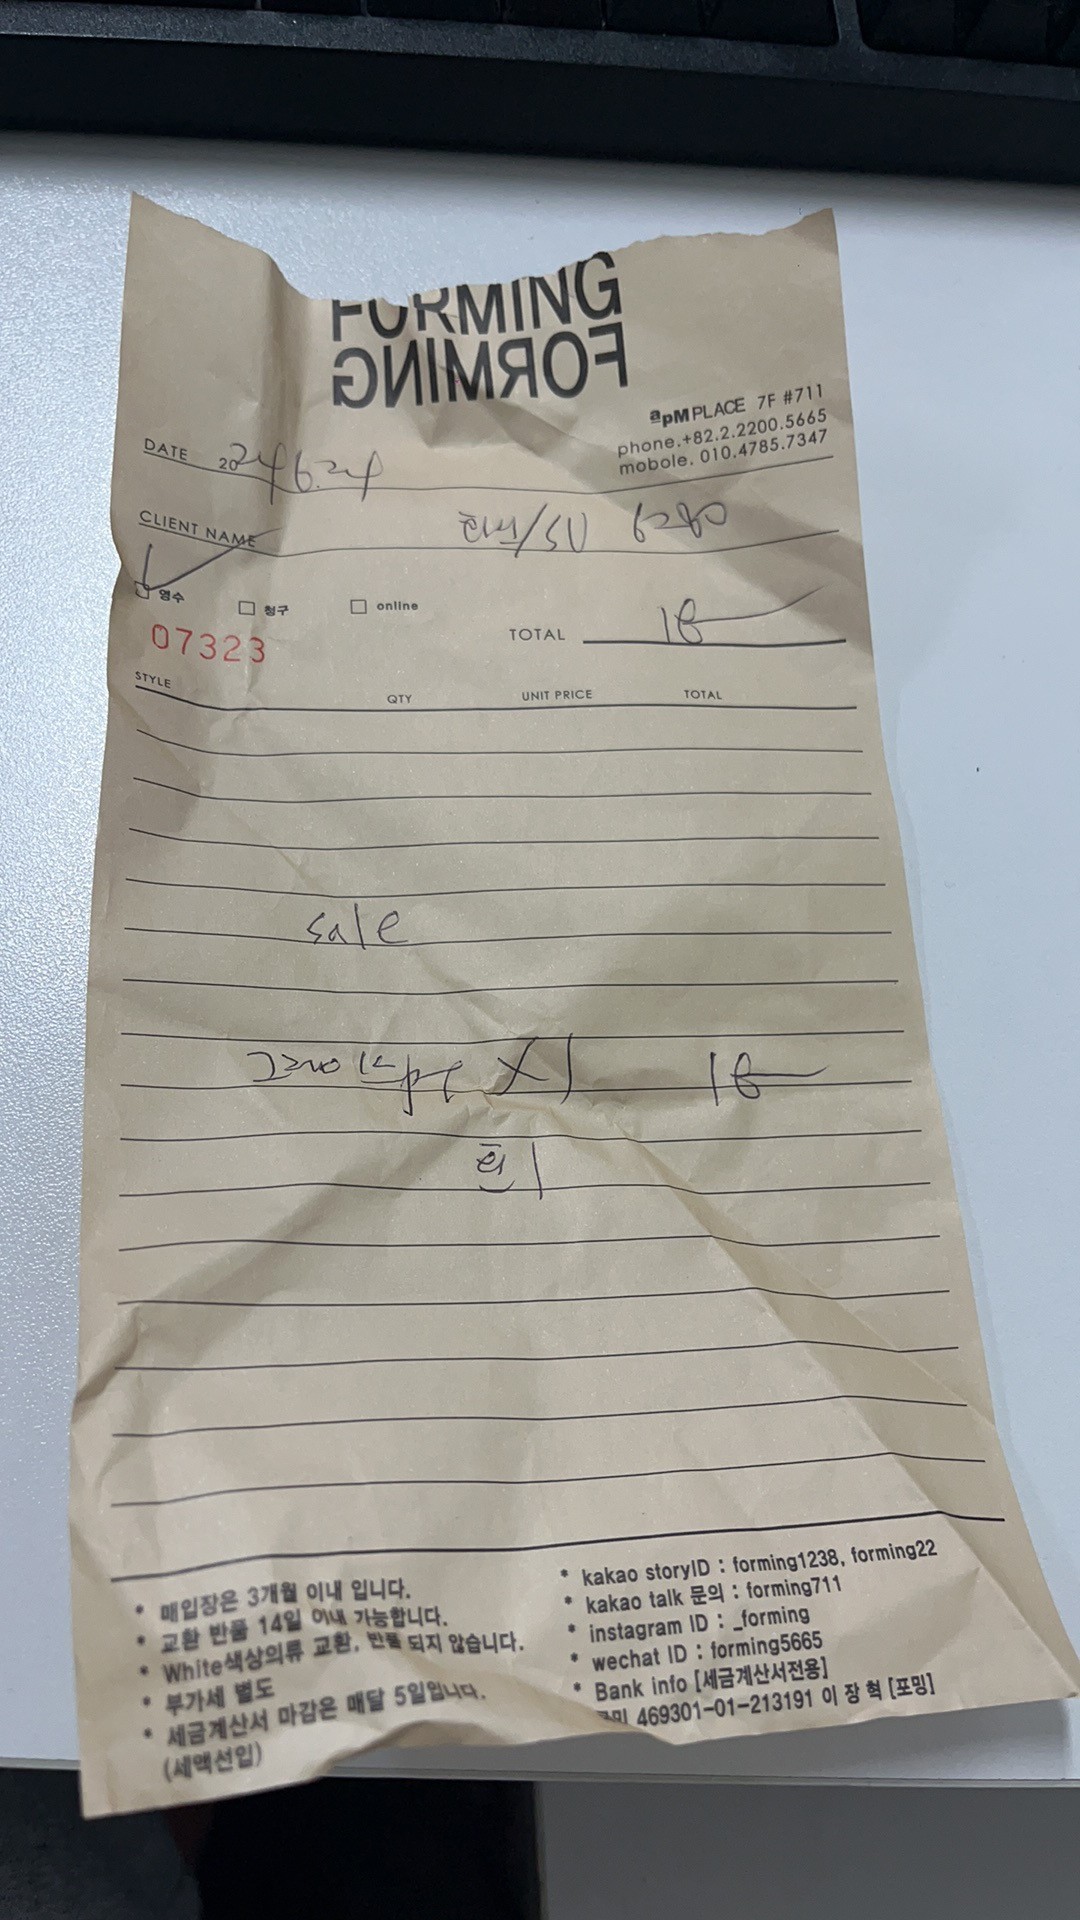 FORMING
FORMING
apM PLACE 7F #711
phone.+82.2.2200.5665
mobole. 010.4785.7347
DATE 2024 6.24
CLIENT NAME
/SU 6280
영수 청구 online
07323
TOTAL 18
STYLE QTY UNIT PRICE TOTAL
sale
X 1 18
1
* 매입장은 3개월 이내 입니다.
* 교환 반품 14일 이내 가능합니다.
* White색상의류 교환, 반품 되지 않습니다.
* 부가세 별도
* 세금계산서 마감은 매달 5일입니다.
(세액선입)
* kakao storyID : forming1238, forming22
* kakao talk 문의 : forming711
* instagram ID : _forming
* wechat ID : forming5665
* Bank info [세금계산서전용]
469301-01-213191 이 장 혁 [포밍]